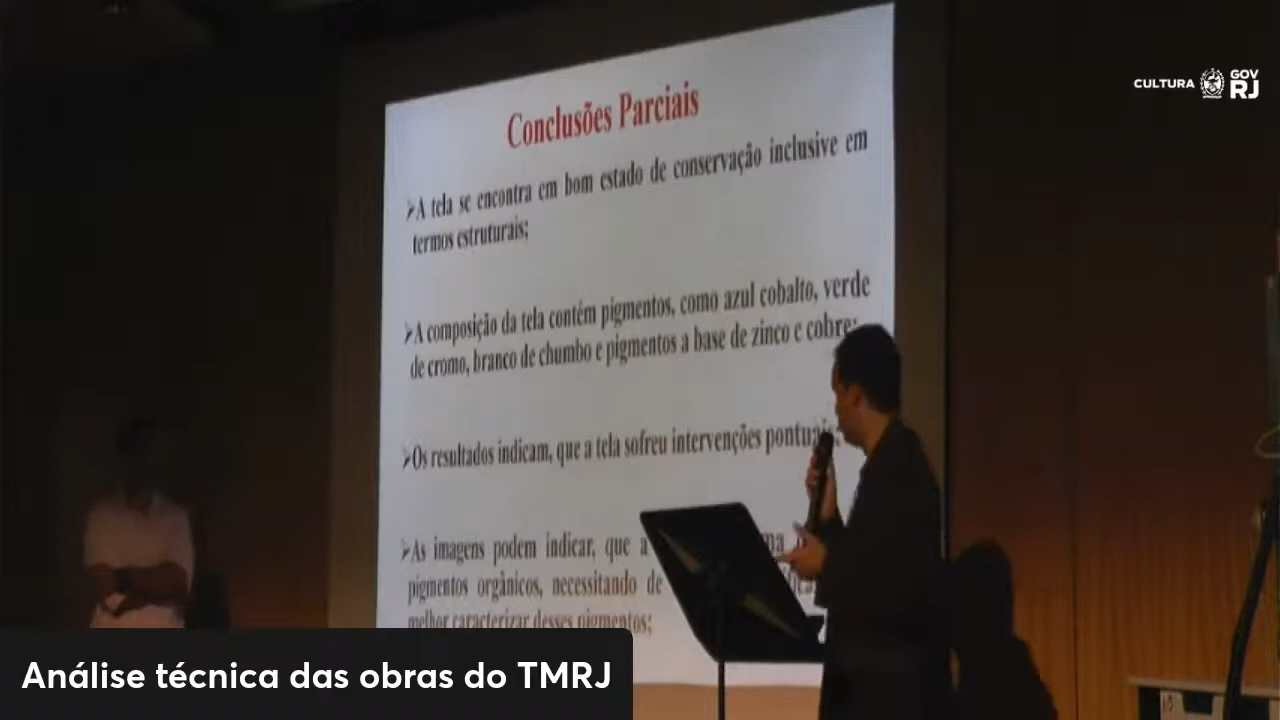 CULTURA GOV RJ
Conclusões Parciais
➢A tela se encontra em bom estado de conservação inclusive em
termos estruturais;
➢A composição da tela contém pigmentos, como azul cobalto, verde
de cromo, branco de chumbo e pigmentos a base de zinco e cobre;
➢Os resultados indicam, que a tela sofreu intervenções
➢As imagens podem indicar, que a
pigmentos orgânicos, necessitando de
melhor caracterizar desses pigmentos;
Análise técnica das obras do TMRJ